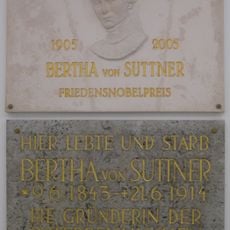 1905 2005
BERTHA VON SUTTNER
FRIEDENSNOBELPREIS
HIER LEBTE UND STARB
BERTHA VON SUTTNER
*9.6.1843-†21.6.1914
DIE GRÜNDERIN DER